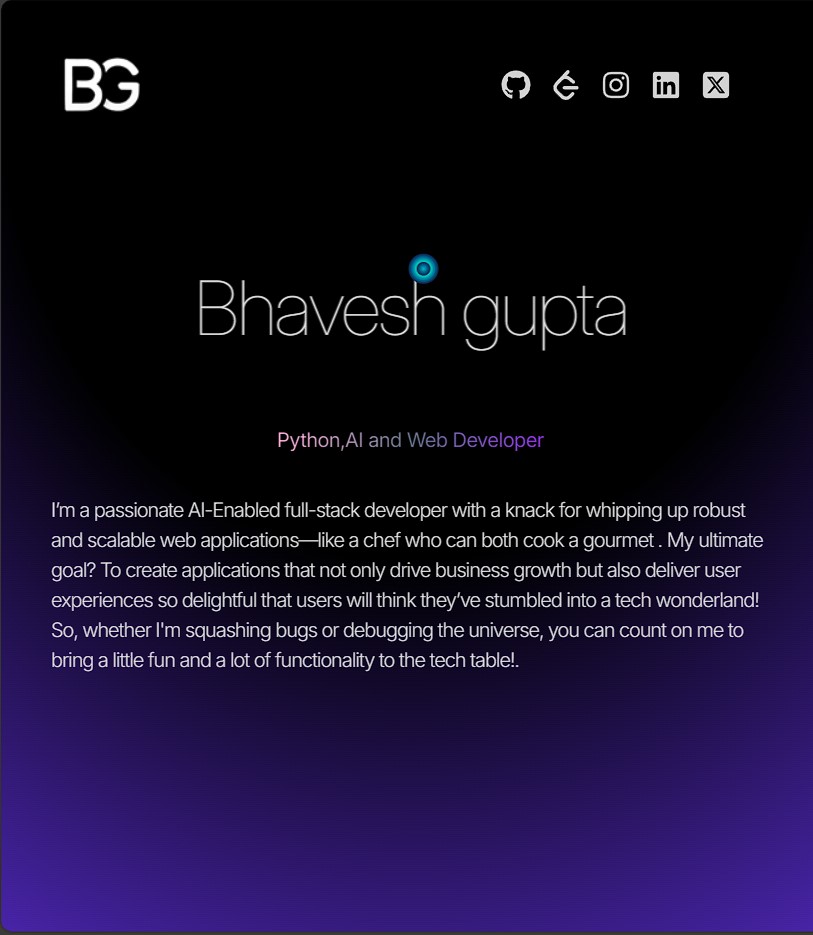 BG
Bhavesh gupta
Python,AI and Web Developer
I’m a passionate AI-Enabled full-stack developer with a knack for whipping up robust
and scalable web applications—like a chef who can both cook a gourmet . My ultimate
goal? To create applications that not only drive business growth but also deliver user
experiences so delightful that users will think they’ve stumbled into a tech wonderland!
So, whether I'm squashing bugs or debugging the universe, you can count on me to
bring a little fun and a lot of functionality to the tech table!.